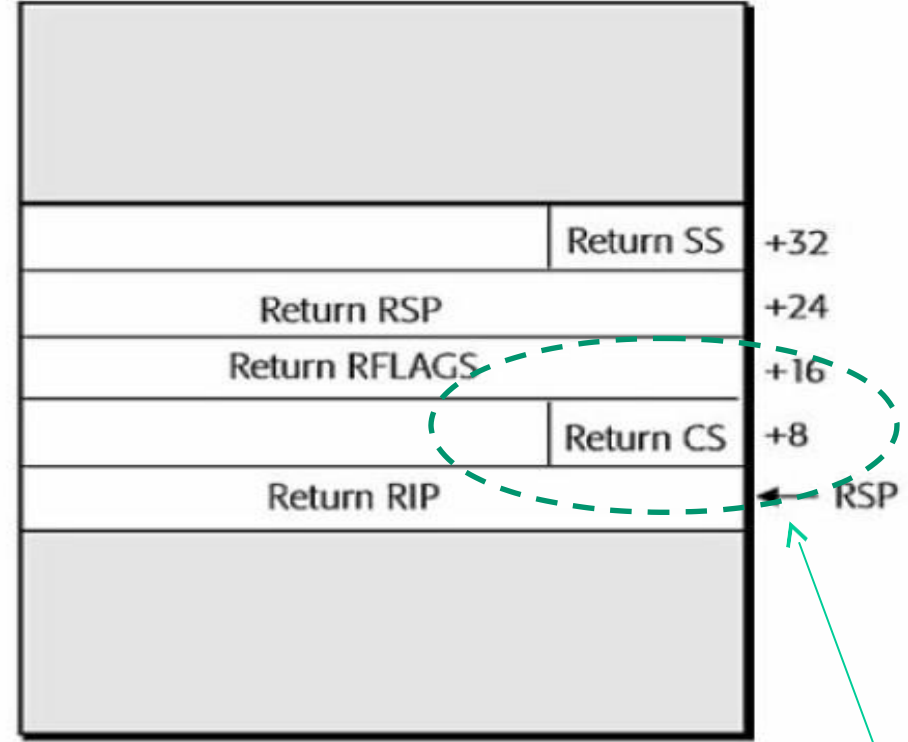 Return SS +32
Return RSP +24
Return RFLAGS +16
Return CS +8
Return RIP RSP